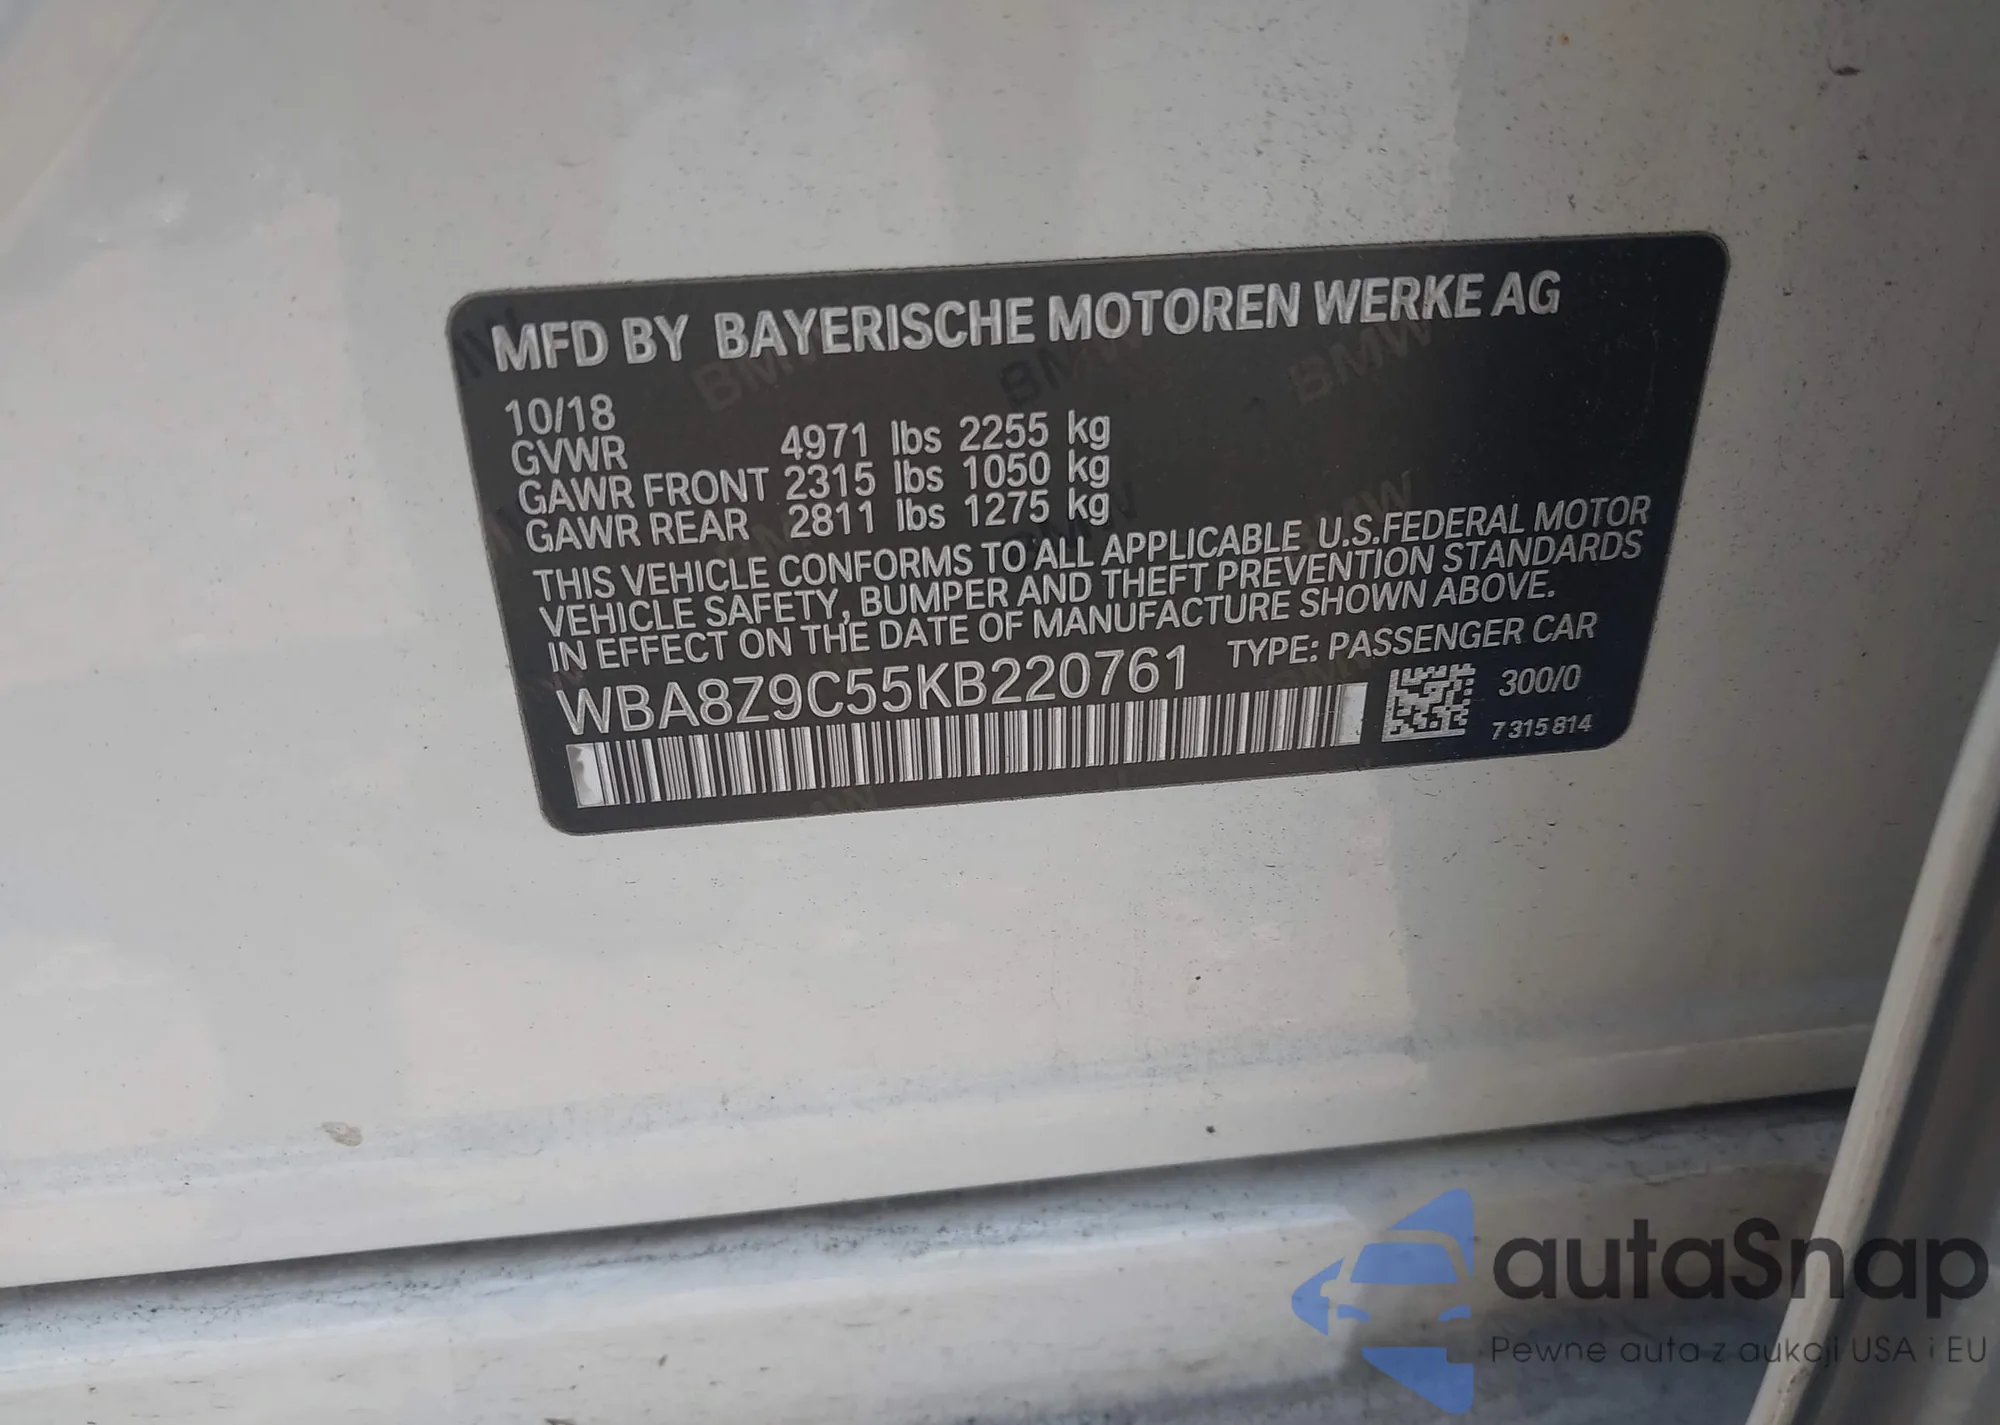 MFD BY BAYERISCHE MOTOREN WERKE AG
10/18
GVWR 4971 lbs 2255 kg
GAWR FRONT 2315 lbs 1050 kg
GAWR REAR 2811 lbs 1275 kg
THIS VEHICLE CONFORMS TO ALL APPLICABLE U.S.FEDERAL MOTOR
VEHICLE SAFETY, BUMPER AND THEFT PREVENTION STANDARDS
IN EFFECT ON THE DATE OF MANUFACTURE SHOWN ABOVE.
WBA8Z9C55KB220761 TYPE: PASSENGER CAR
300/0
7 315 814
autaSnap
Pewne auta z aukcji USA i EU